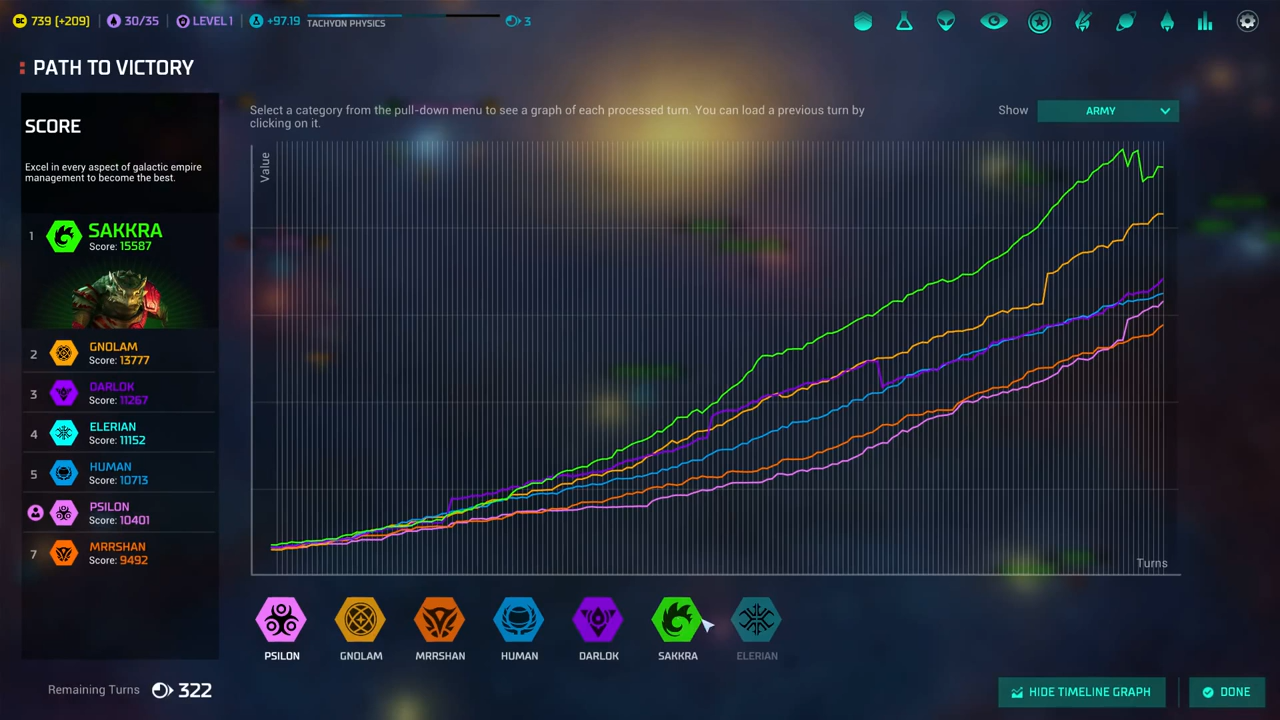 739 [+209]
30/35
LEVEL 1
+97.19
TACHYON PHYSICS
3
PATH TO VICTORY
SCORE
Excel in every aspect of galactic empire
management to become the best.
1
SAKKRA
Score: 15587
2
GNOLAM
Score: 13777
3
DARLOK
Score: 11267
4
ELERIAN
Score: 11152
5
HUMAN
Score: 10713
PSILON
Score: 10401
7
MRRSHAN
Score: 9492
Remaining Turns
322
Select a category from the pull-down menu to see a graph of each processed turn. You can load a previous turn by
clicking on it.
Show
ARMY
Value
Turns
PSILON
GNOLAM
MRRSHAN
HUMAN
DARLOK
SAKKRA
ELERIAN
HIDE TIMELINE GRAPH
DONE